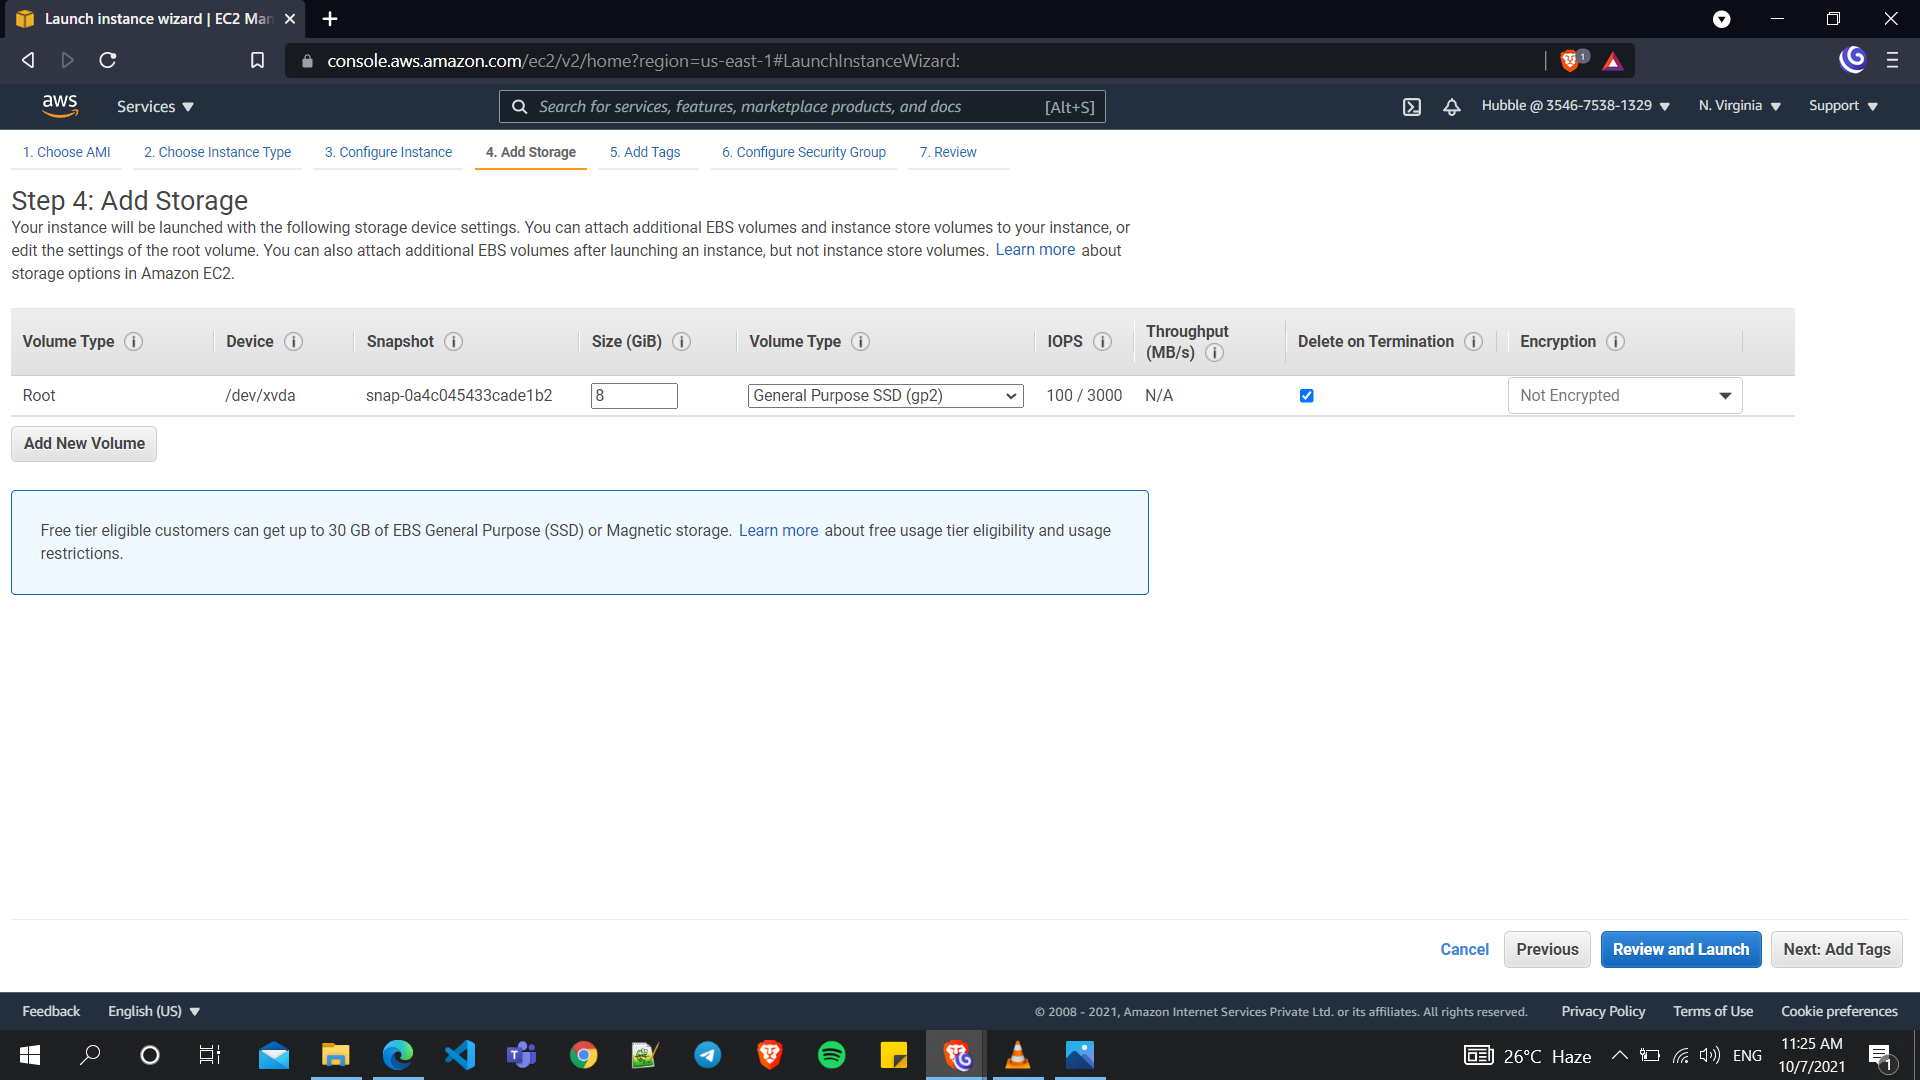 Launch instance wizard | EC2 Man
console.aws.amazon.com/ec2/v2/home?region=us-east-1#LaunchInstanceWizard:
1
aws
Services
Search for services, features, marketplace products, and docs
[Alt+S]
Hubble @ 3546-7538-1329
N. Virginia
Support
1. Choose AMI
2. Choose Instance Type
3. Configure Instance
4. Add Storage
5. Add Tags
6. Configure Security Group
7. Review
Step 4: Add Storage
Your instance will be launched with the following storage device settings. You can attach additional EBS volumes and instance store volumes to your instance, or
edit the settings of the root volume. You can also attach additional EBS volumes after launching an instance, but not instance store volumes. Learn more about
storage options in Amazon EC2.
Volume Type
Device
Snapshot
Size (GiB)
Volume Type
IOPS
Throughput
(MB/s)
Delete on Termination
Encryption
Root
/dev/xvda
snap-0a4c045433cade1b2
8
General Purpose SSD (gp2)
100 / 3000
N/A
Not Encrypted
Add New Volume
Free tier eligible customers can get up to 30 GB of EBS General Purpose (SSD) or Magnetic storage. Learn more about free usage tier eligibility and usage
restrictions.
Cancel
Previous
Review and Launch
Next: Add Tags
Feedback
English (US)
© 2008 - 2021, Amazon Internet Services Private Ltd. or its affiliates. All rights reserved.
Privacy Policy
Terms of Use
Cookie preferences
26°C Haze
ENG
11:25 AM
10/7/2021
1